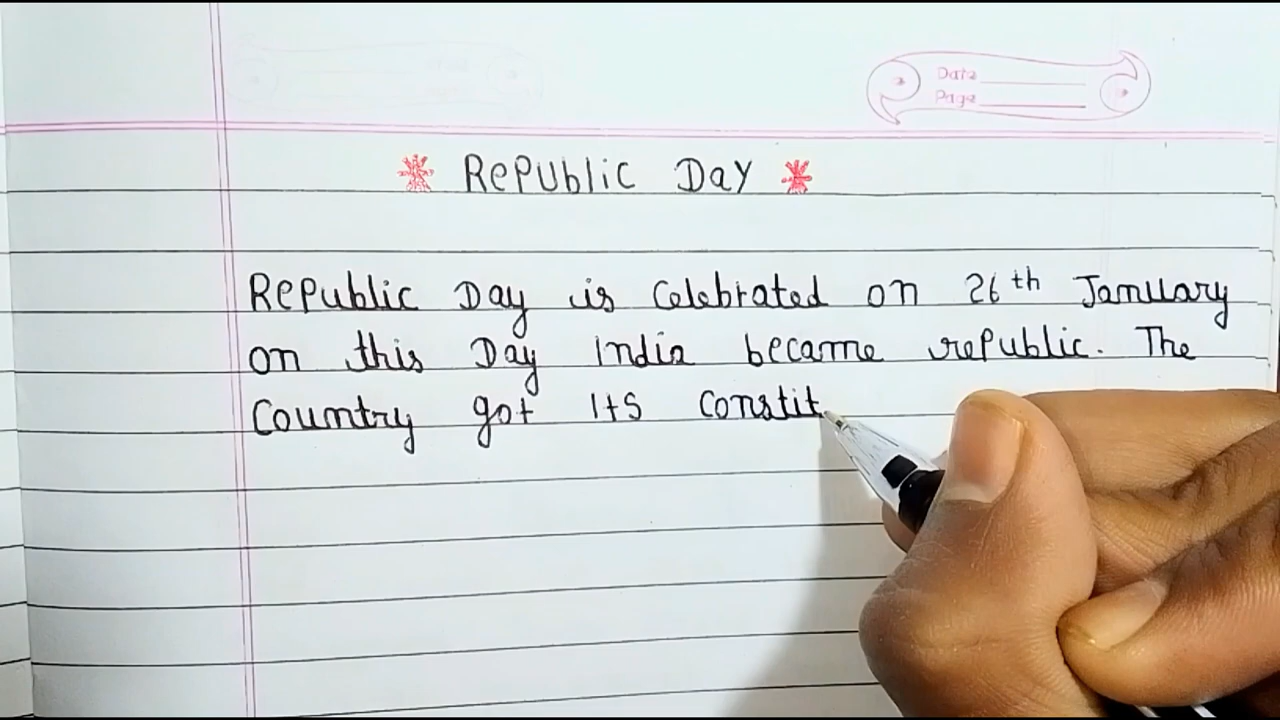 Date
Page
* Republic Day *
Republic Day is Celebrated on 26th January
on this Day India became republic. The
Country got Its Constit